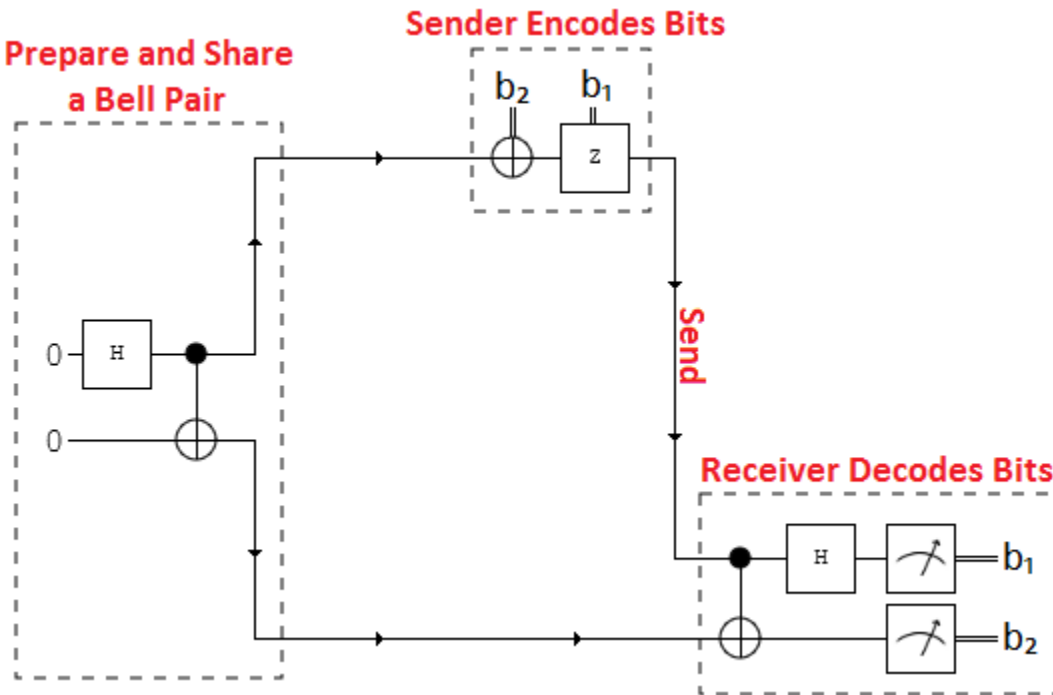 Sender Encodes Bits
Prepare and Share
a Bell Pair
b₂ b₁
Z
0 H
0
Send
Receiver Decodes Bits
H b₁
b₂